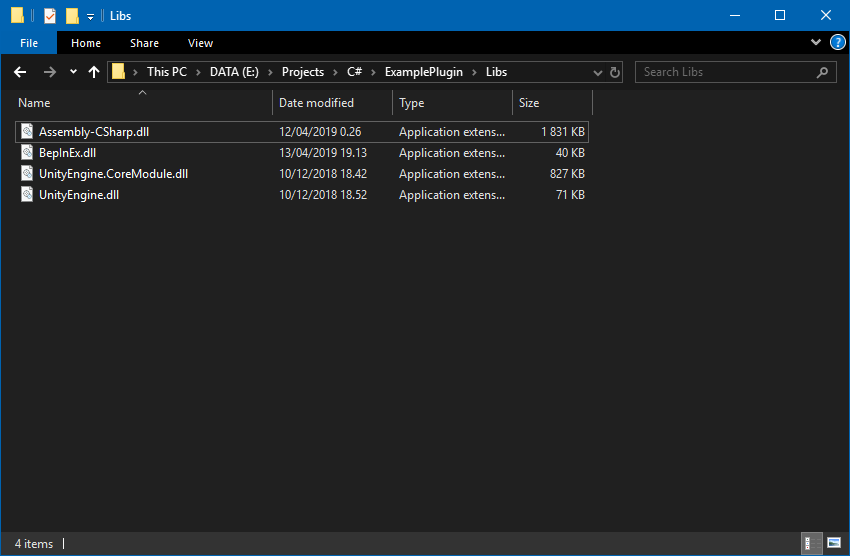 Libs
File Home Share View
This PC > DATA (E:) > Projects > C# > ExamplePlugin > Libs
Search Libs
Name Date modified Type Size
Assembly-CSharp.dll 12/04/2019 0.26 Application extens... 1 831 KB
BepInEx.dll 13/04/2019 19.13 Application extens... 40 KB
UnityEngine.CoreModule.dll 10/12/2018 18.42 Application extens... 827 KB
UnityEngine.dll 10/12/2018 18.52 Application extens... 71 KB
4 items